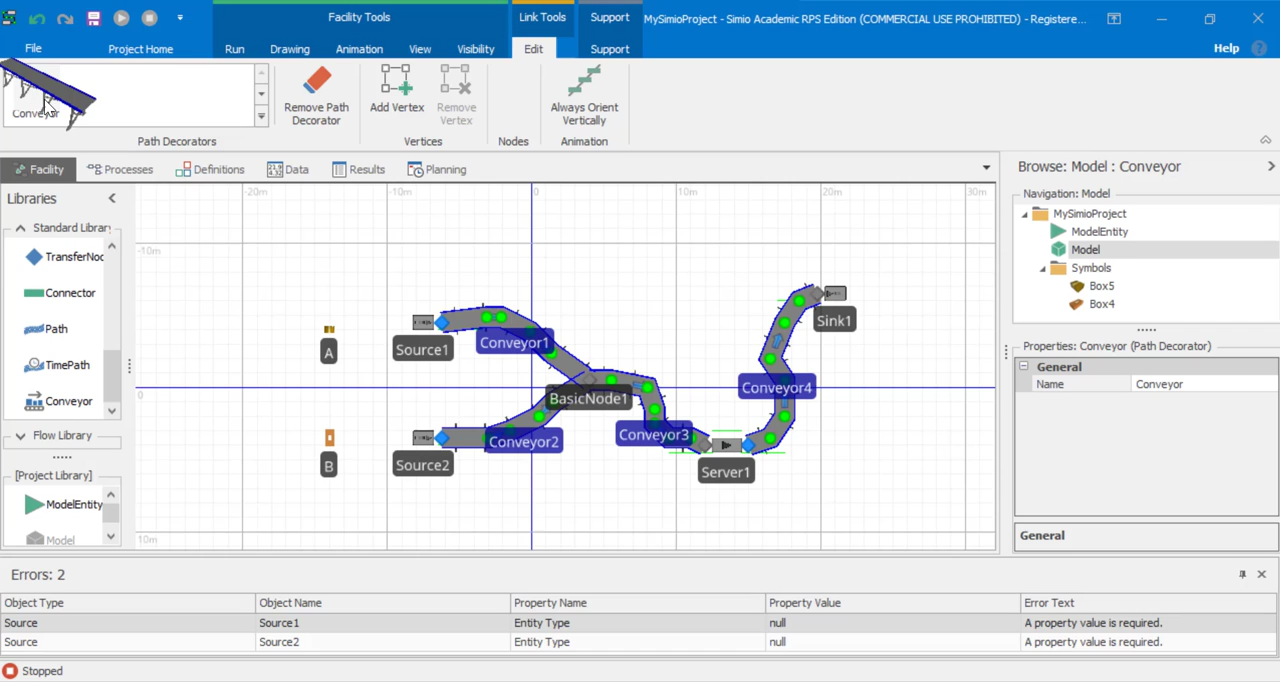 Facility Tools
Link Tools
Support
MySimioProject - Simio Academic RPS Edition (COMMERCIAL USE PROHIBITED) - Registere...
File
Project Home
Run
Drawing
Animation
View
Visibility
Edit
Support
Help
Conveyor
Remove Path
Decorator
Add Vertex
Remove
Vertex
Always Orient
Vertically
Path Decorators
Vertices
Nodes
Animation
Facility
Processes
Definitions
Data
Results
Planning
Browse: Model : Conveyor
Libraries
Standard Library
TransferNod
Connector
Path
TimePath
Conveyor
Flow Library
[Project Library]
ModelEntity
Model
-20m
-10m
0
10m
20m
30m
-10m
0
10m
A
B
Source1
Conveyor1
Sink1
BasicNode1
Conveyor4
Source2
Conveyor2
Conveyor3
Server1
Navigation: Model
MySimioProject
ModelEntity
Model
Symbols
Box5
Box4
Properties: Conveyor (Path Decorator)
General
Name Conveyor
General
Errors: 2
Object Type Object Name Property Name Property Value Error Text
Source Source1 Entity Type null A property value is required.
Source Source2 Entity Type null A property value is required.
Stopped